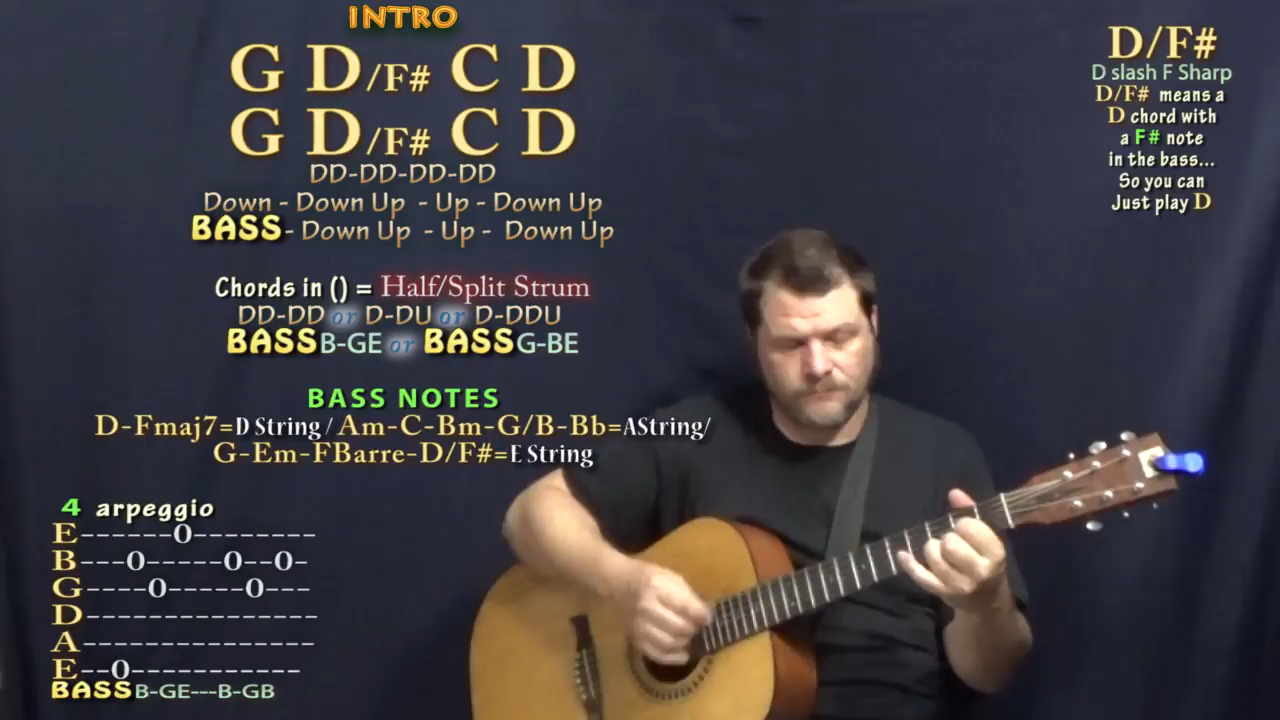 INTRO
G D/F# C D
G D/F# C D
DD-DD-DD-DD
Down - Down Up - Up - Down Up
BASS- Down Up - Up - Down Up
Chords in () = Half/Split Strum
DD-DD or D-DU or D-DDU
BASSB-GE or BASSG-BE
BASS NOTES
D-Fmaj7=D String / Am-C-Bm-G/B-Bb=AString/
G-Em-FBarre-D/F#=E String
4 arpeggio
E------0--------
B---0-----0--0-
G----0-----0---
D---------------
A---------------
E--0-----------
BASSB-GE---B-GB
D/F#
D slash F Sharp
D/F# means a
D chord with
a F# note
in the bass...
So you can
Just play D